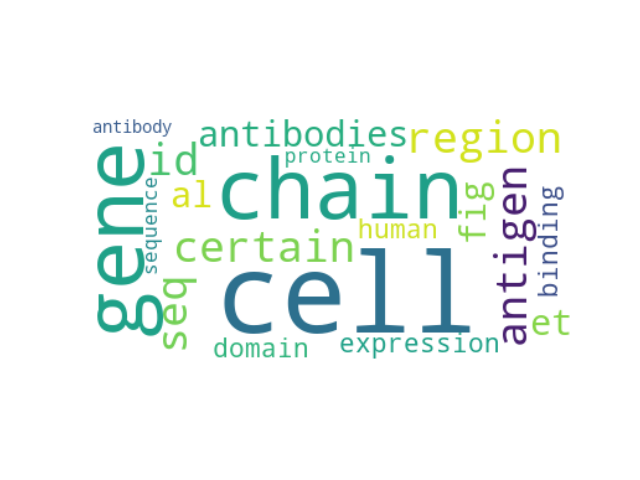 antibody
antibodies
region
gene
id
protein
chain
sequence
al
fig
antigen
binding
human
certain
cell
seq
et
domain
expression